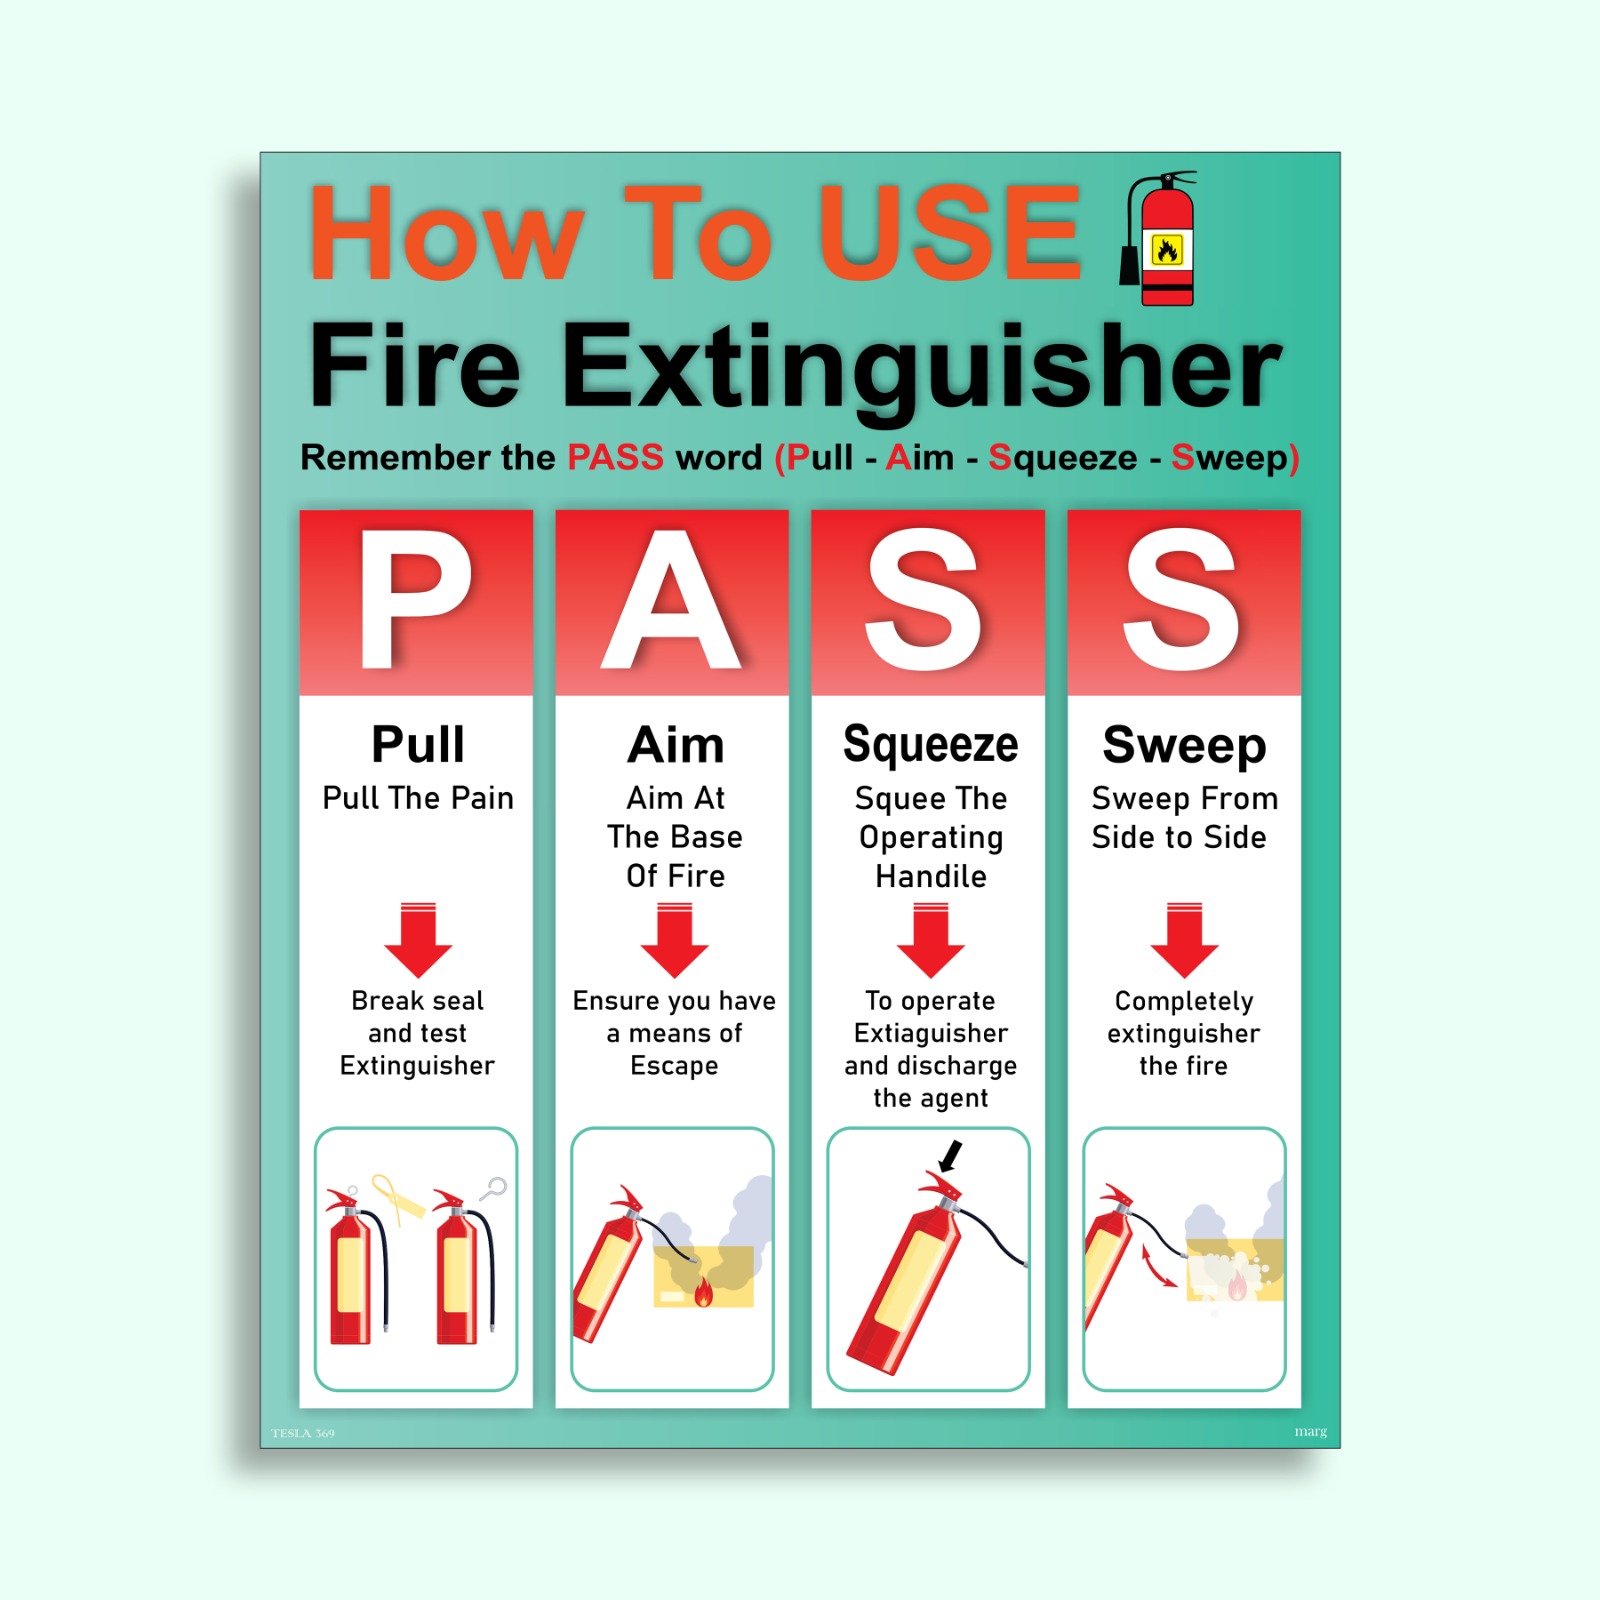 How To USE
Fire Extinguisher
Remember the PASS word (Pull - Aim - Squeeze - Sweep)
P
Pull
Pull The Pain
Break seal
and test
Extinguisher
A
Aim
Aim At
The Base
Of Fire
Ensure you have
a means of
Escape
S
Squeeze
Squee The
Operating
Handile
To operate
Extiaguisher
and discharge
the agent
S
Sweep
Sweep From
Side to Side
Completely
extinguisher
the fire
TESLA 369
marg